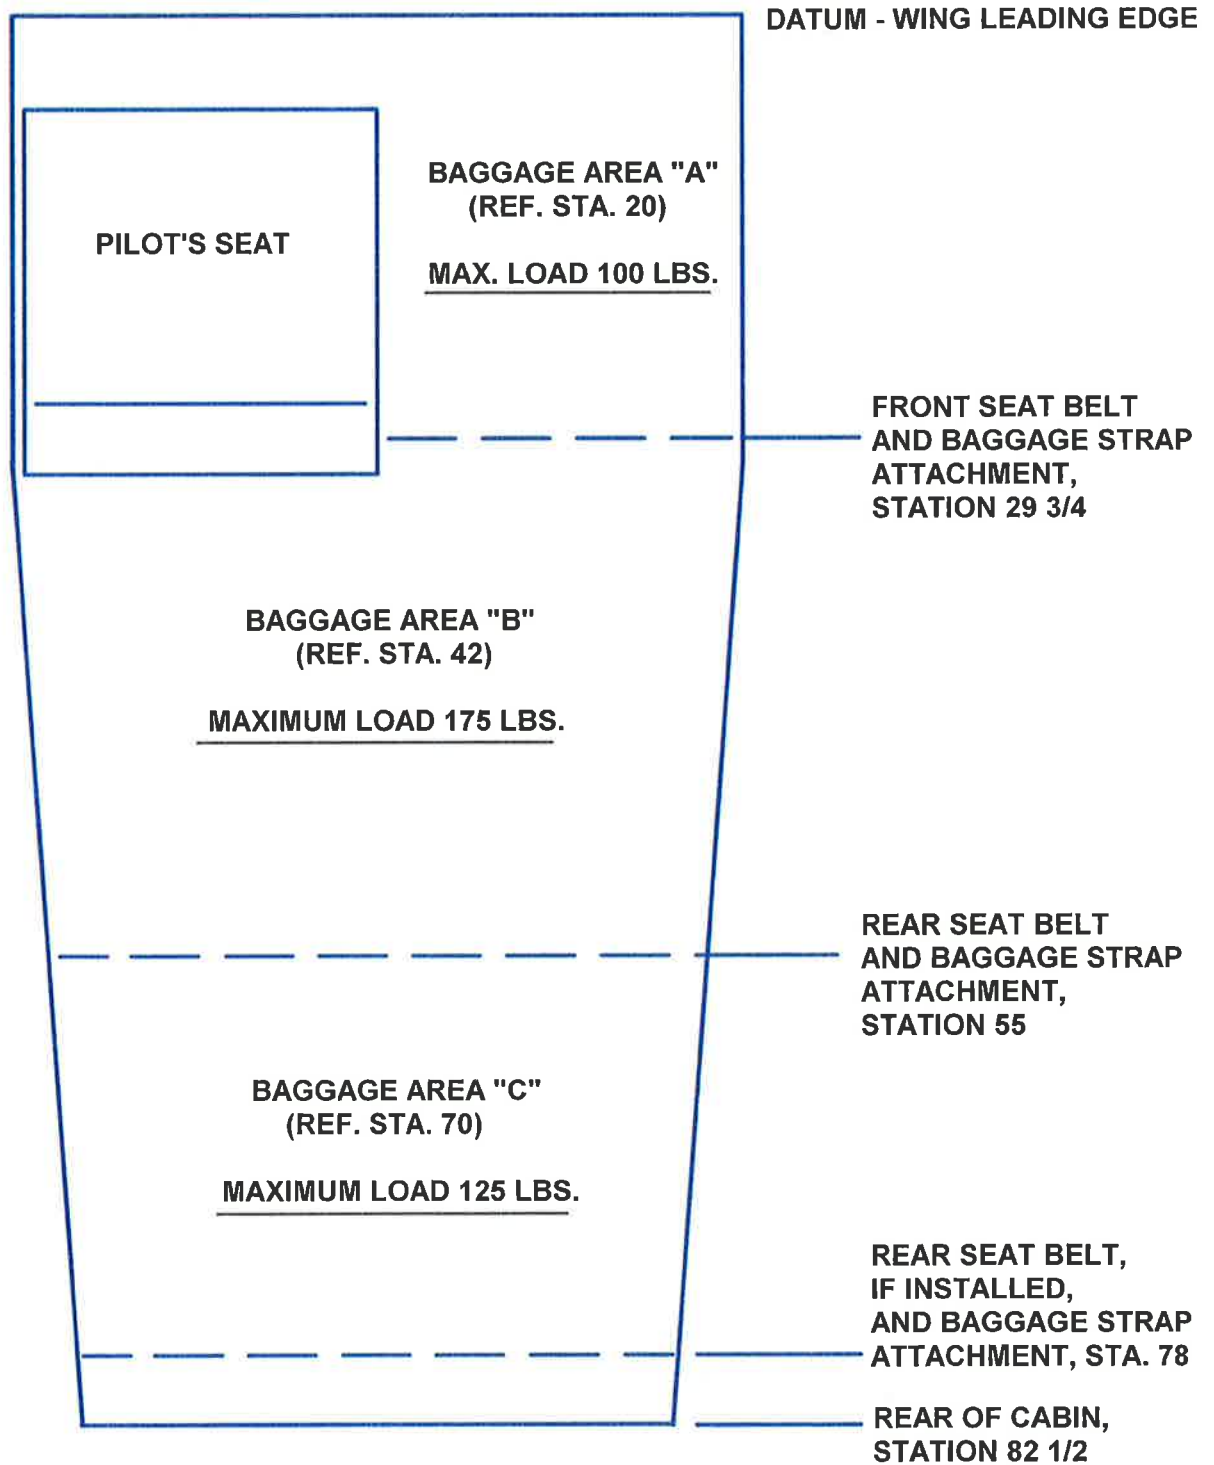 DATUM - WING LEADING EDGE
BAGGAGE AREA "A"
(REF. STA. 20)
MAX. LOAD 100 LBS.
PILOT'S SEAT
FRONT SEAT BELT
AND BAGGAGE STRAP
ATTACHMENT,
STATION 29 3/4
BAGGAGE AREA "B"
(REF. STA. 42)
MAXIMUM LOAD 175 LBS.
REAR SEAT BELT
AND BAGGAGE STRAP
ATTACHMENT,
STATION 55
BAGGAGE AREA "C"
(REF. STA. 70)
MAXIMUM LOAD 125 LBS.
REAR SEAT BELT,
IF INSTALLED,
AND BAGGAGE STRAP
ATTACHMENT, STA. 78
REAR OF CABIN,
STATION 82 1/2